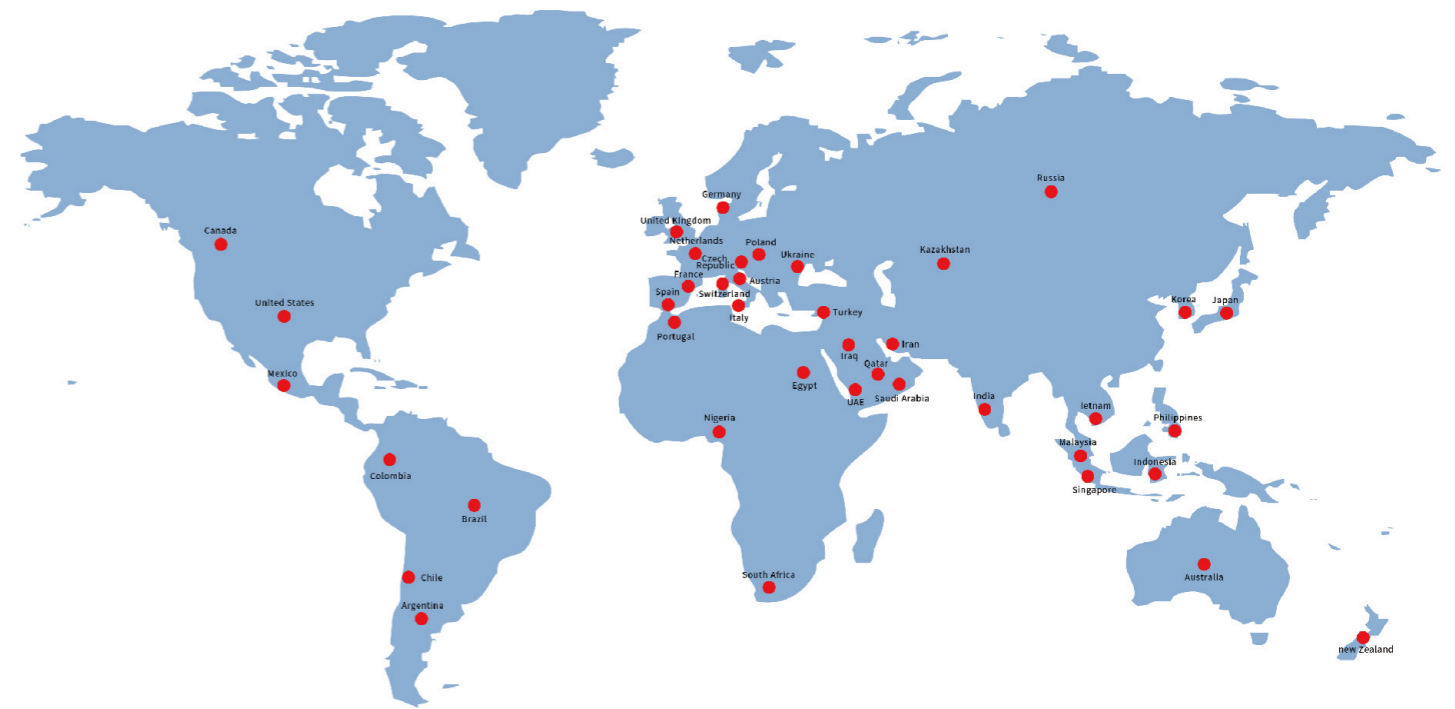 Russia
Germany
United Kingdom
Canada
Netherlands
Poland
Kazakhstan
Ukraine
Czech
Republic
France
Austria
Spain
Switzerland
United States
Korea
Japan
Italy
Turkey
Portugal
Iran
Iraq
Qatar
Mexico
Egypt
UAE
Saudi Arabia
India
ietnam
Nigeria
Philippines
Malaysia
Indonesia
Colombia
Singapore
Brazil
South Africa
Chile
Australia
Argentina
new Zealand